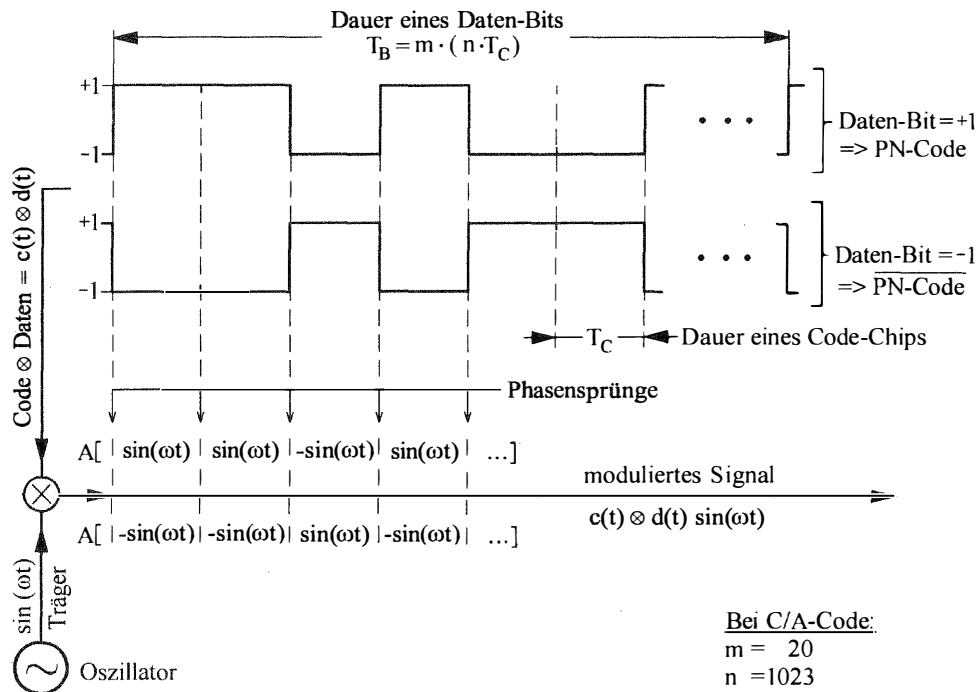 Dauer eines Daten-Bits
T_B = m · ( n · T_C )
+1
-1
Daten-Bit = +1
=> PN-Code
+1
-1
Daten-Bit = -1
=> P̅N̅-̅C̅o̅d̅e̅
Code ⊗ Daten = c(t) ⊗ d(t)
T_C
Dauer eines Code-Chips
Phasensprünge
A[ | sin(ωt) | sin(ωt) | -sin(ωt) | sin(ωt) | ...]
moduliertes Signal
c(t) ⊗ d(t) sin(ωt)
A[ | -sin(ωt) | -sin(ωt) | sin(ωt) | -sin(ωt) | ...]
sin (ωt)
Träger
Oszillator
Bei C/A-Code:
m = 20
n =1023